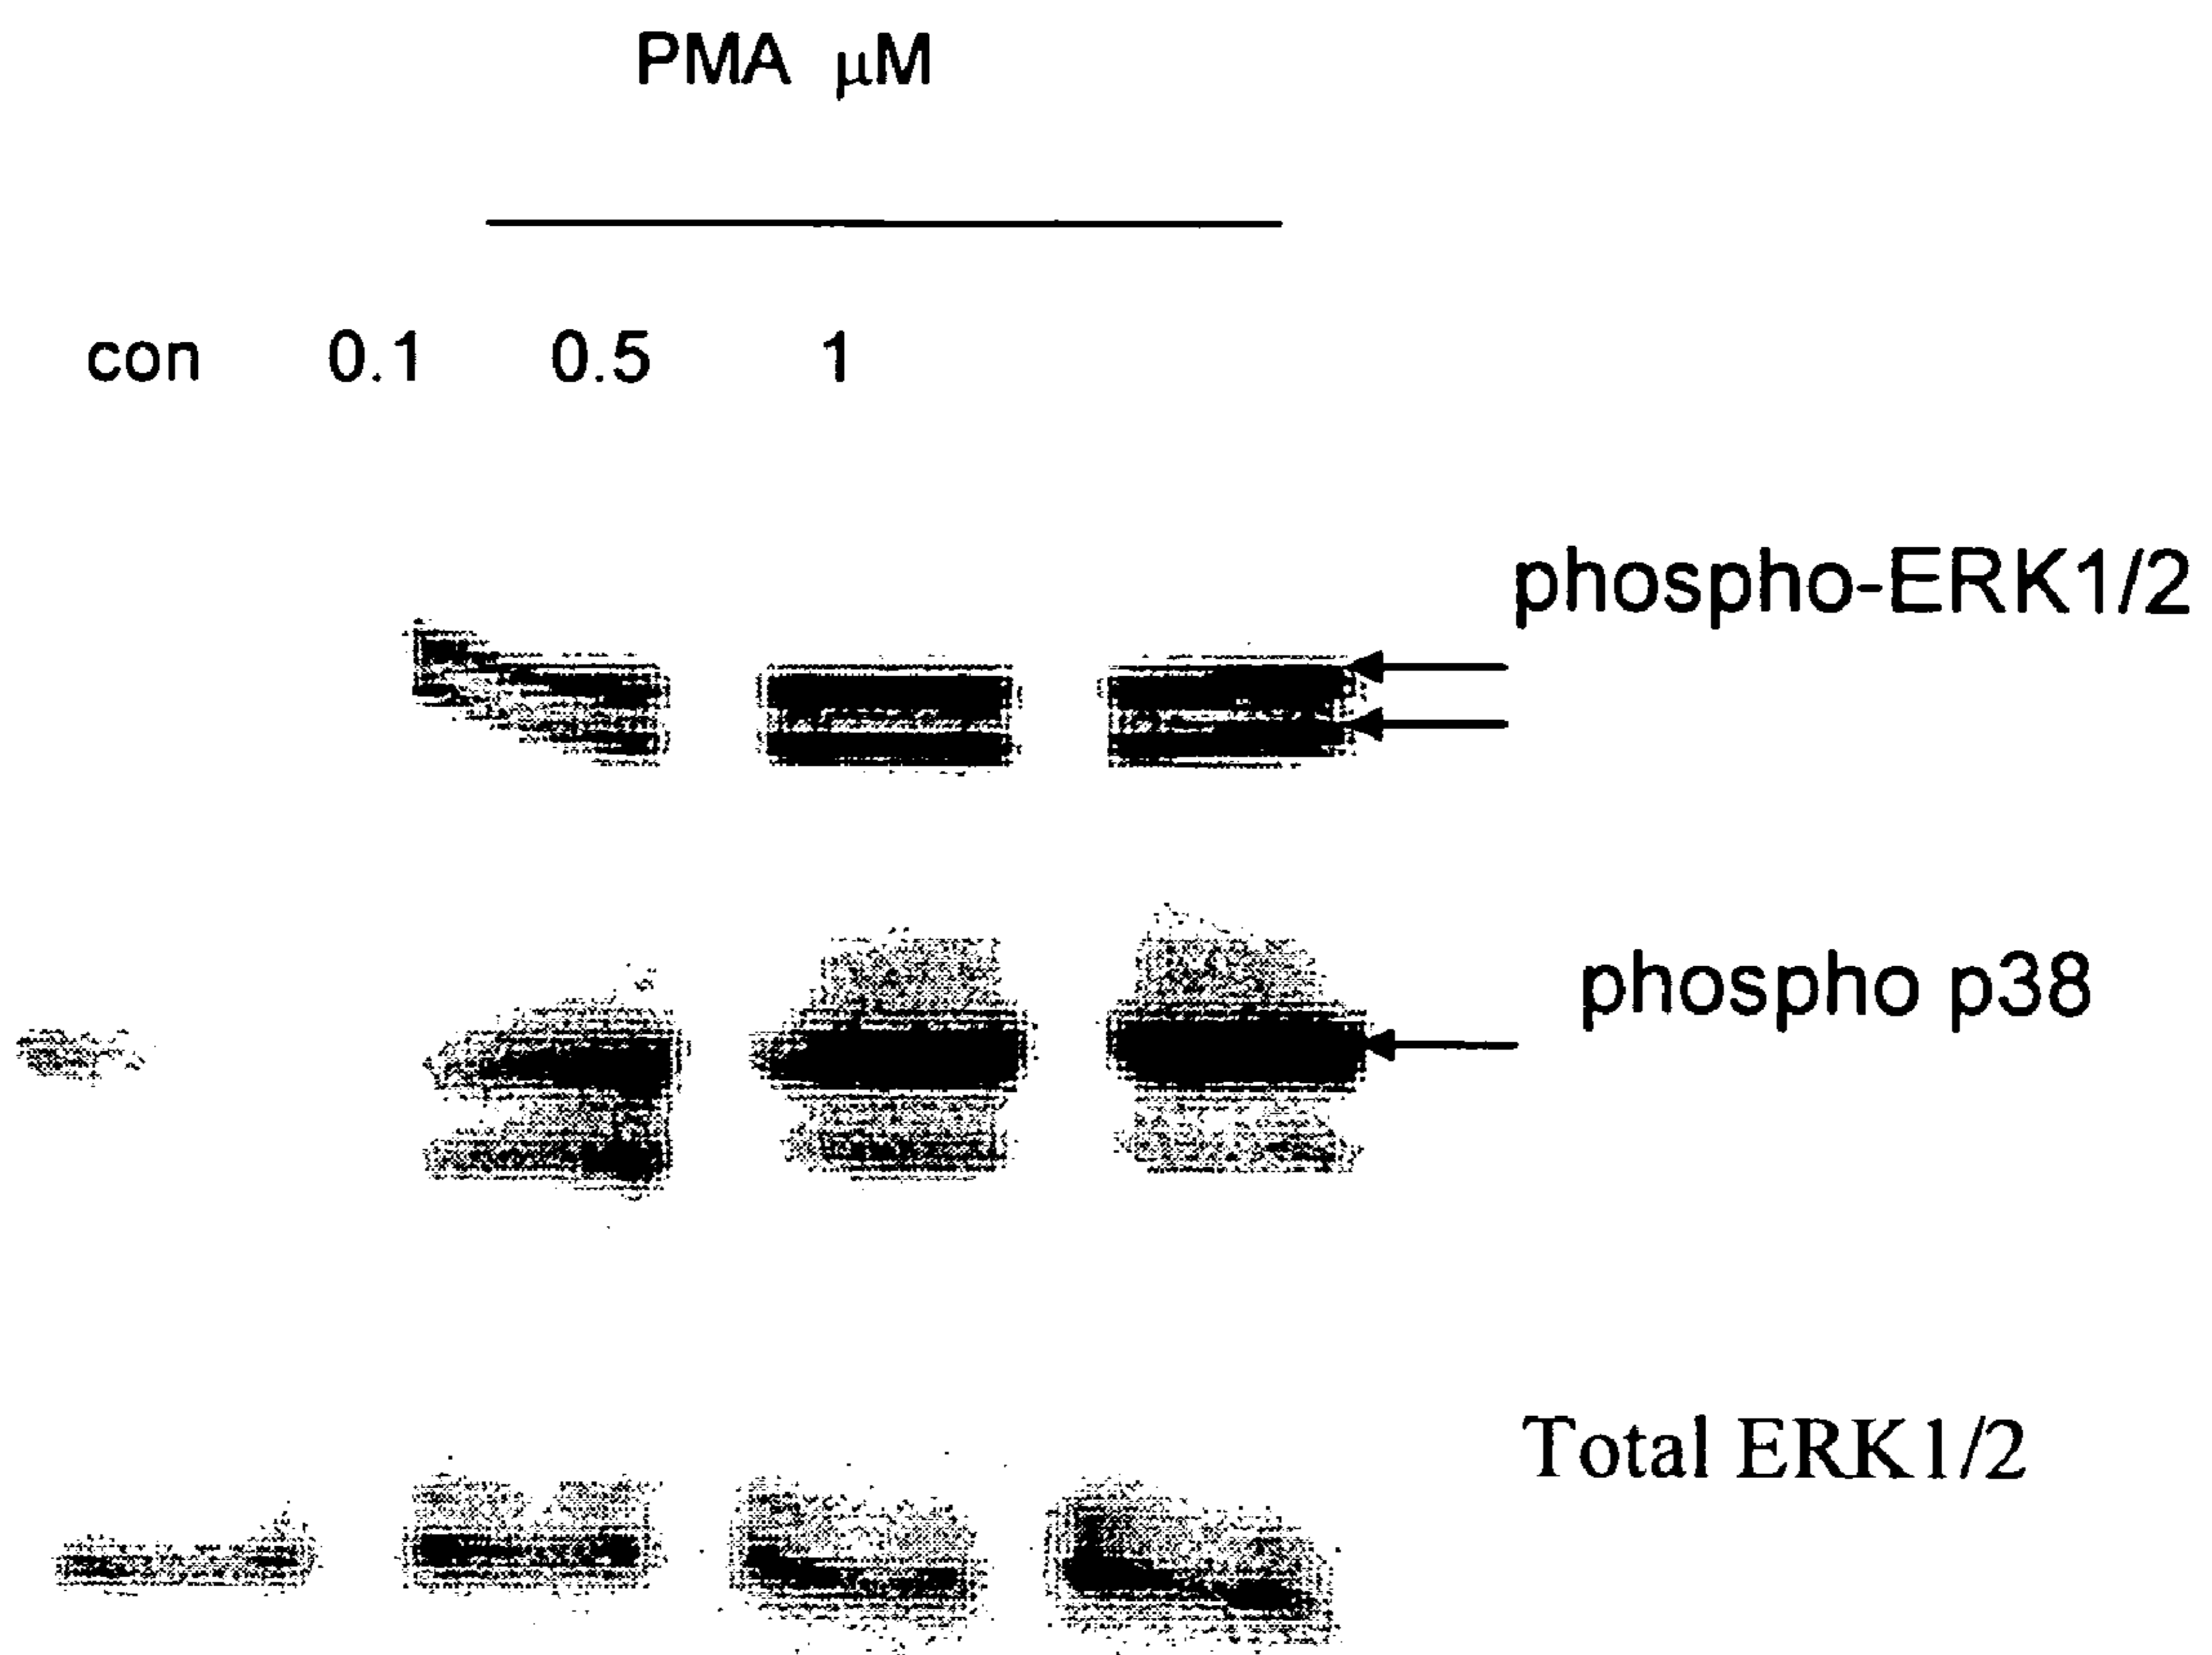 PMA μM
con 0.1 0.5 1
phospho-ERK1/2
phospho p38
Total ERK1/2